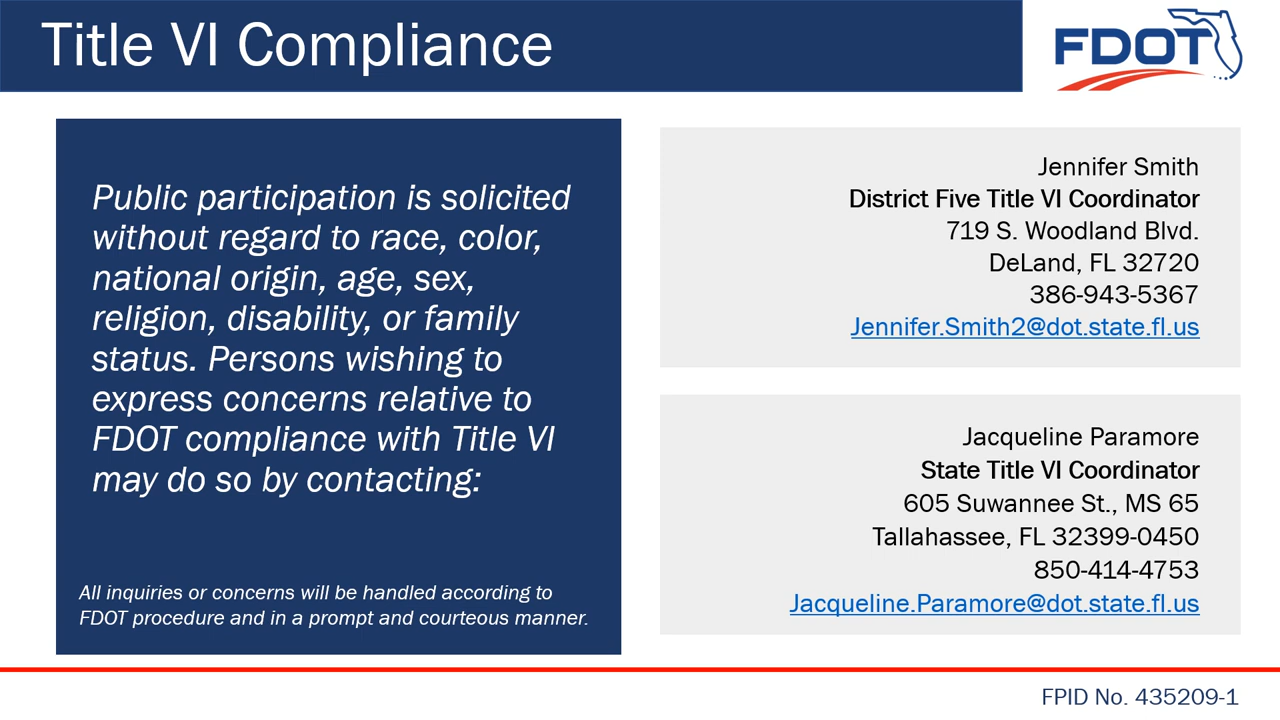 Title VI Compliance
FDOT
Public participation is solicited
without regard to race, color,
national origin, age, sex,
religion, disability, or family
status. Persons wishing to
express concerns relative to
FDOT compliance with Title VI
may do so by contacting:
All inquiries or concerns will be handled according to
FDOT procedure and in a prompt and courteous manner.
Jennifer Smith
District Five Title VI Coordinator
719 S. Woodland Blvd.
DeLand, FL 32720
386-943-5367
Jennifer.Smith2@dot.state.fl.us
Jacqueline Paramore
State Title VI Coordinator
605 Suwannee St., MS 65
Tallahassee, FL 32399-0450
850-414-4753
Jacqueline.Paramore@dot.state.fl.us
FPID No. 435209-1